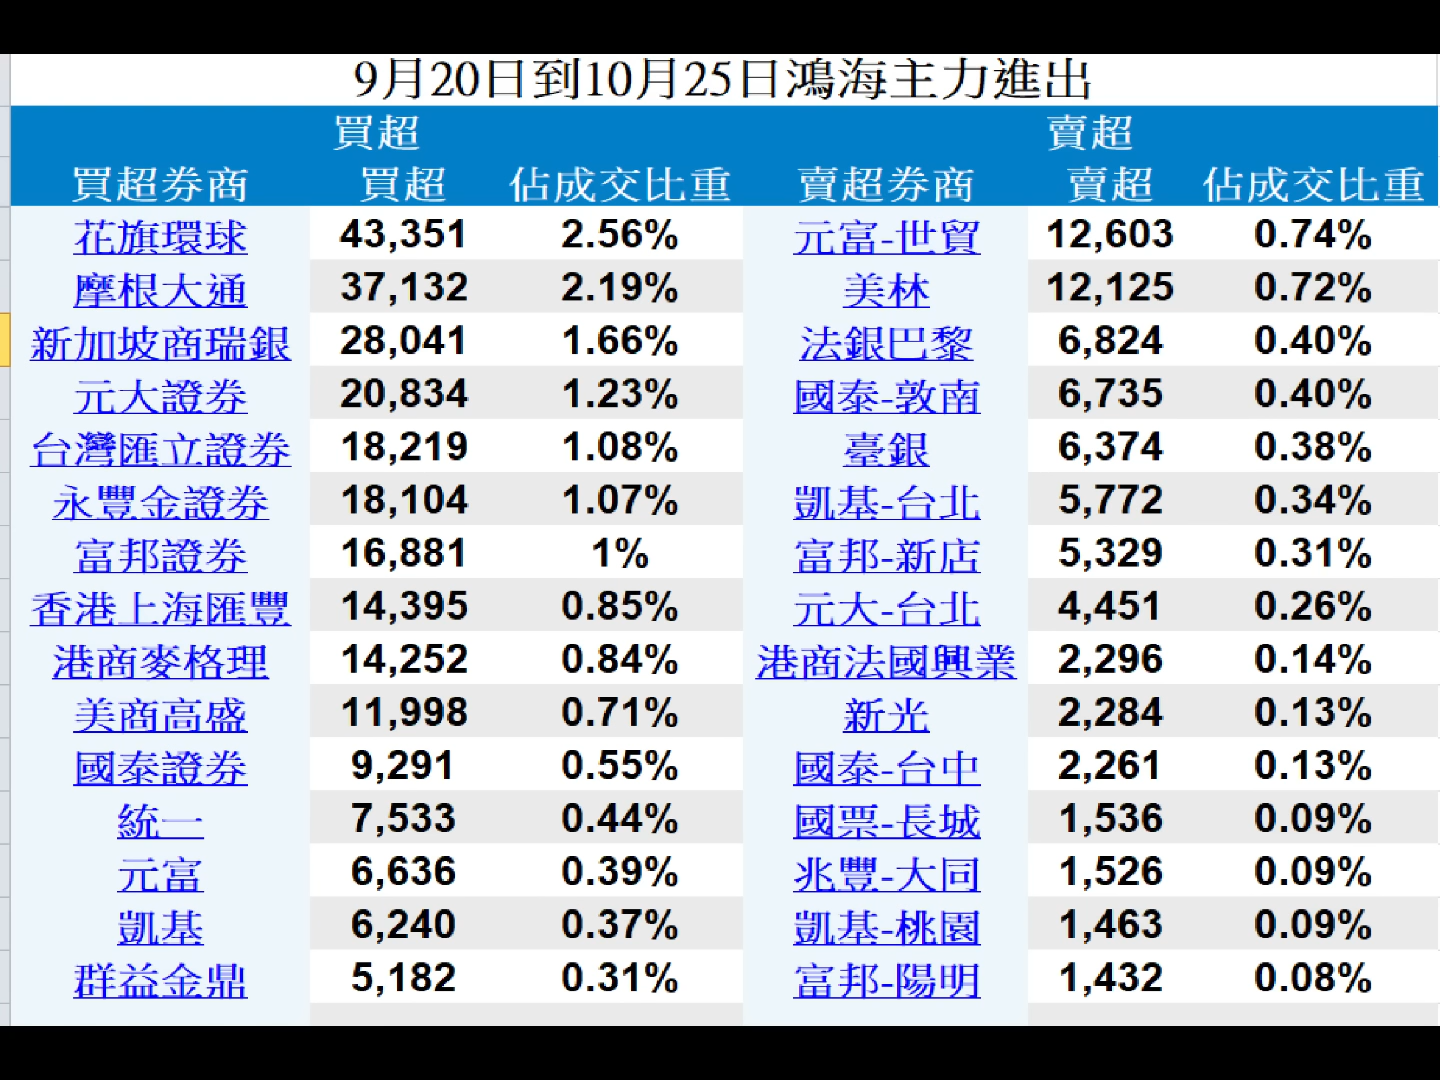 9月20日到10月25日鴻海主力進出
買超 賣超
買超券商 買超 佔成交比重 賣超券商 賣超 佔成交比重
花旗環球 43,351 2.56% 元富-世貿 12,603 0.74%
摩根大通 37,132 2.19% 美林 12,125 0.72%
新加坡商瑞銀 28,041 1.66% 法銀巴黎 6,824 0.40%
元大證券 20,834 1.23% 國泰-敦南 6,735 0.40%
台灣匯立證券 18,219 1.08% 臺銀 6,374 0.38%
永豐金證券 18,104 1.07% 凱基-台北 5,772 0.34%
富邦證券 16,881 1% 富邦-新店 5,329 0.31%
香港上海匯豐 14,395 0.85% 元大-台北 4,451 0.26%
港商麥格理 14,252 0.84% 港商法國興業 2,296 0.14%
美商高盛 11,998 0.71% 新光 2,284 0.13%
國泰證券 9,291 0.55% 國泰-台中 2,261 0.13%
統一 7,533 0.44% 國票-長城 1,536 0.09%
元富 6,636 0.39% 兆豐-大同 1,526 0.09%
凱基 6,240 0.37% 凱基-桃園 1,463 0.09%
群益金鼎 5,182 0.31% 富邦-陽明 1,432 0.08%